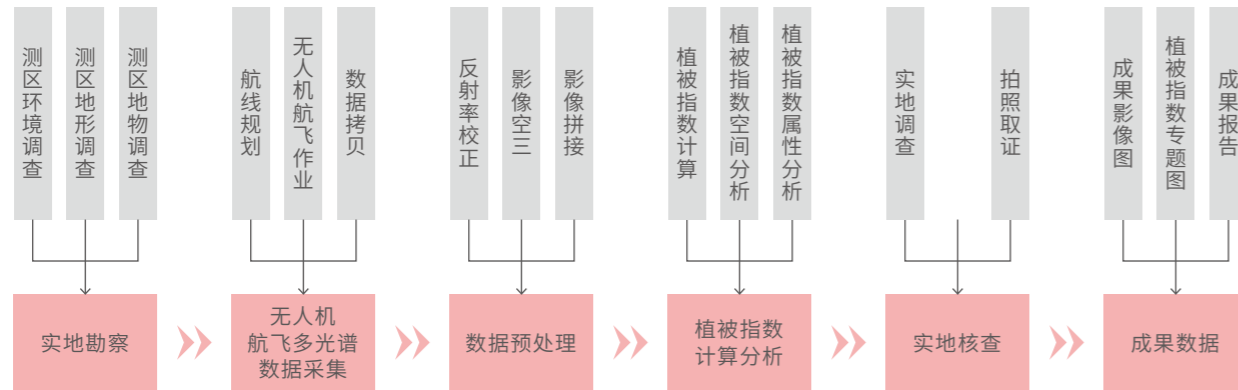 测区环境调查
测区地形调查
测区地物调查
航线规划
无人机航飞作业
数据拷贝
反射率校正
影像空三
影像拼接
植被指数计算
植被指数空间分析
植被指数属性分析
实地调查
拍照取证
成果影像图
植被指数专题图
成果报告
实地勘察
无人机
航飞多光谱
数据采集
数据预处理
植被指数
计算分析
实地核查
成果数据